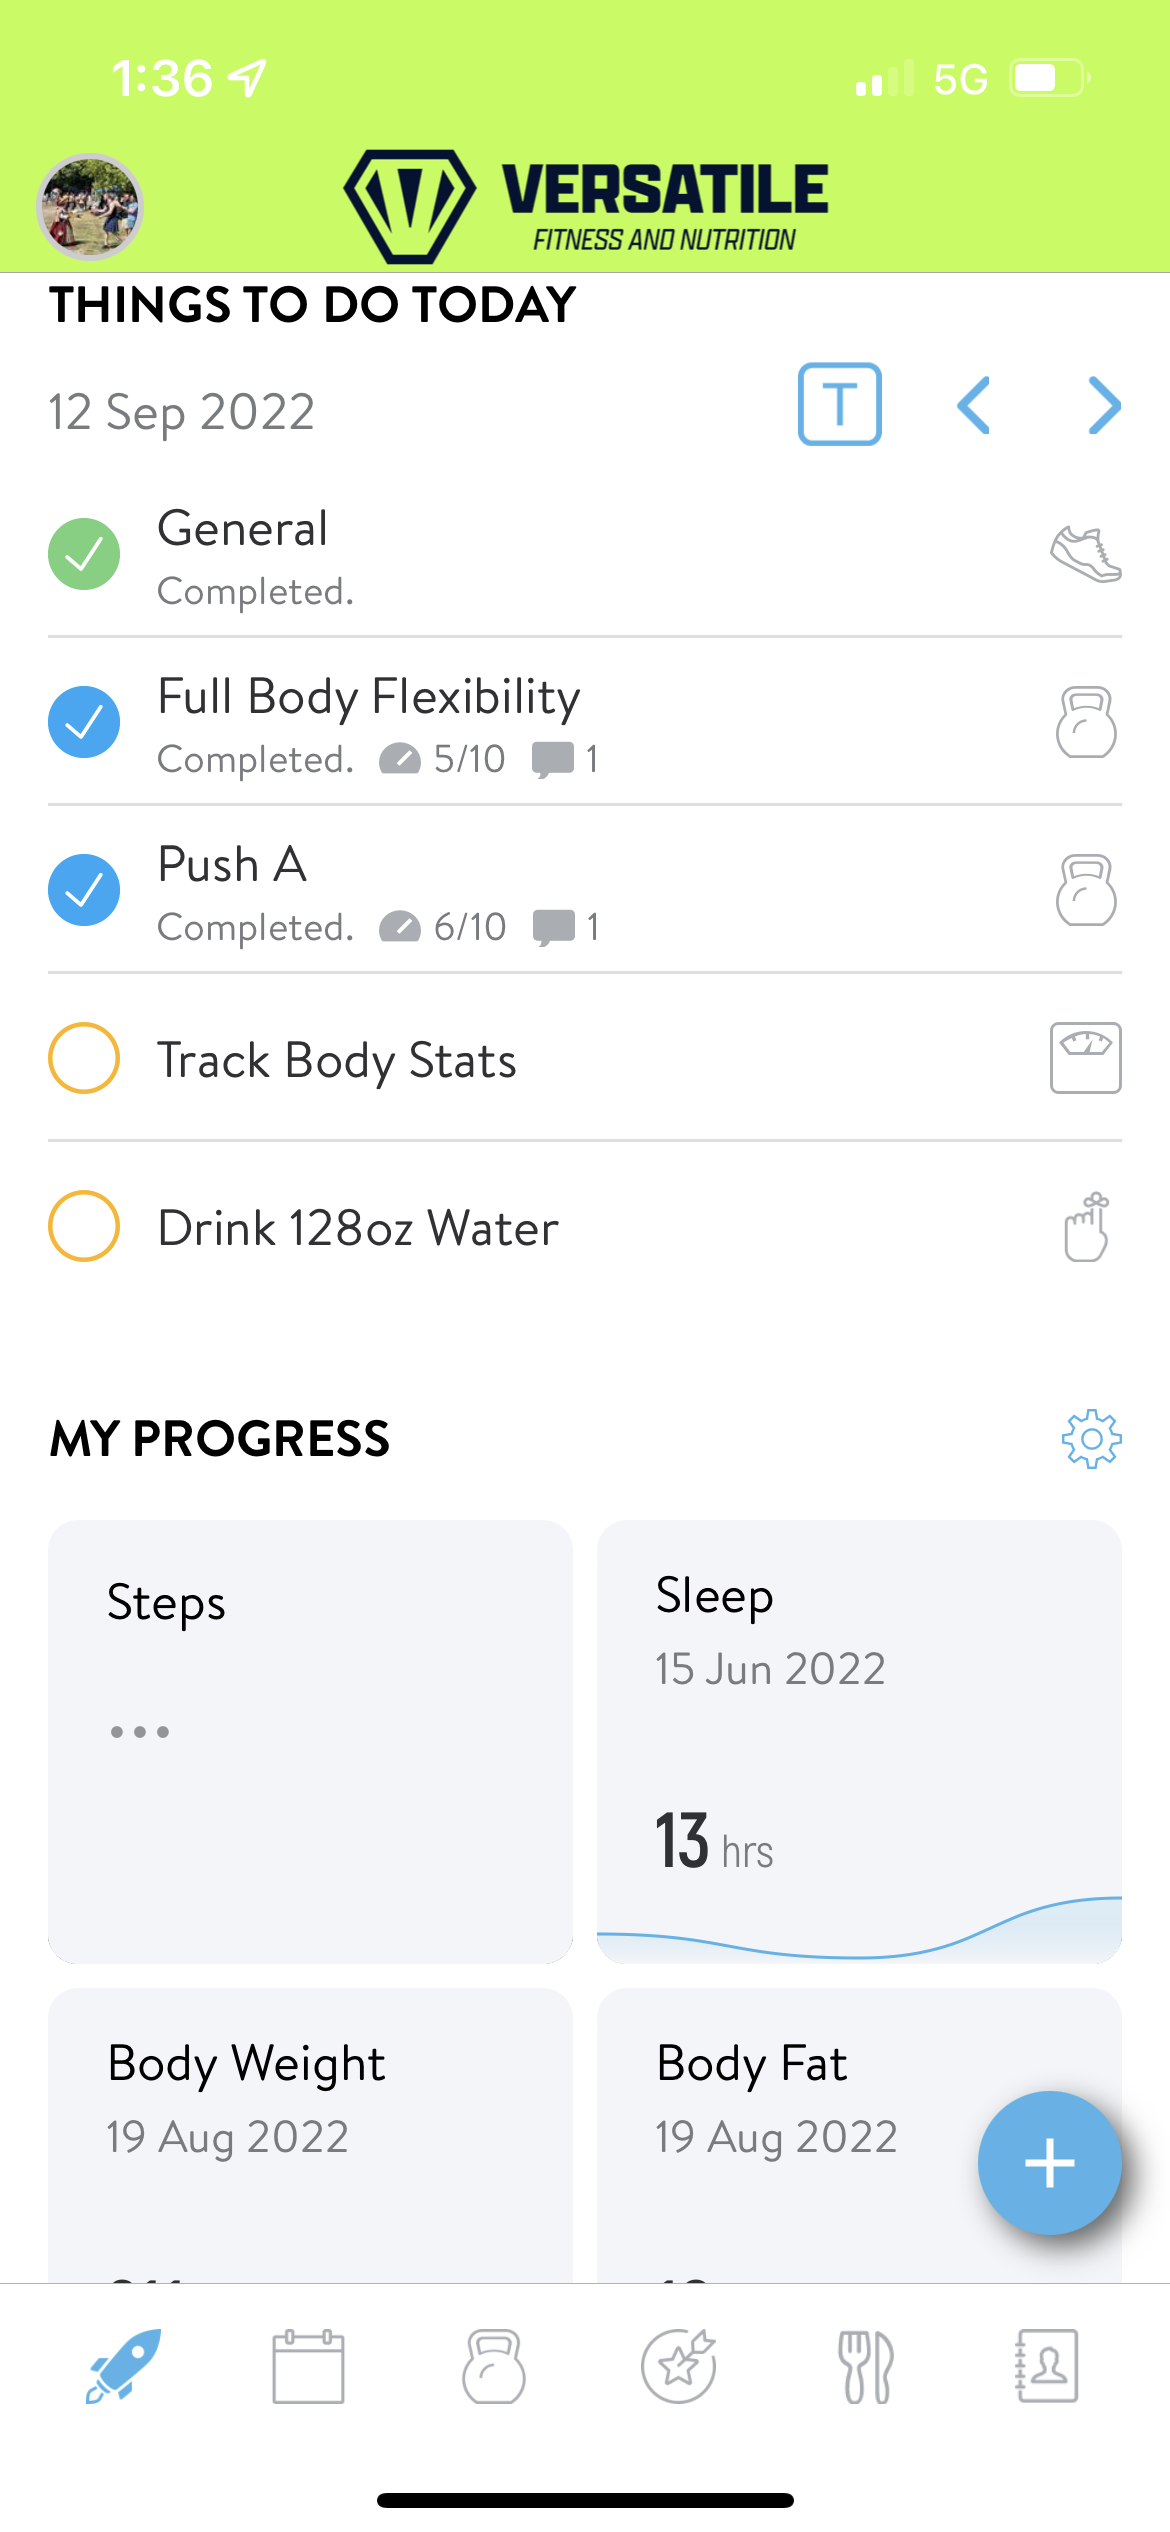 1:36
5G
VERSATILE
FITNESS AND NUTRITION
THINGS TO DO TODAY
12 Sep 2022
T
General
Completed.
Full Body Flexibility
Completed. 5/10 1
Push A
Completed. 6/10 1
Track Body Stats
Drink 128oz Water
MY PROGRESS
Steps
...
Sleep
15 Jun 2022
13 hrs
Body Weight
19 Aug 2022
Body Fat
19 Aug 2022